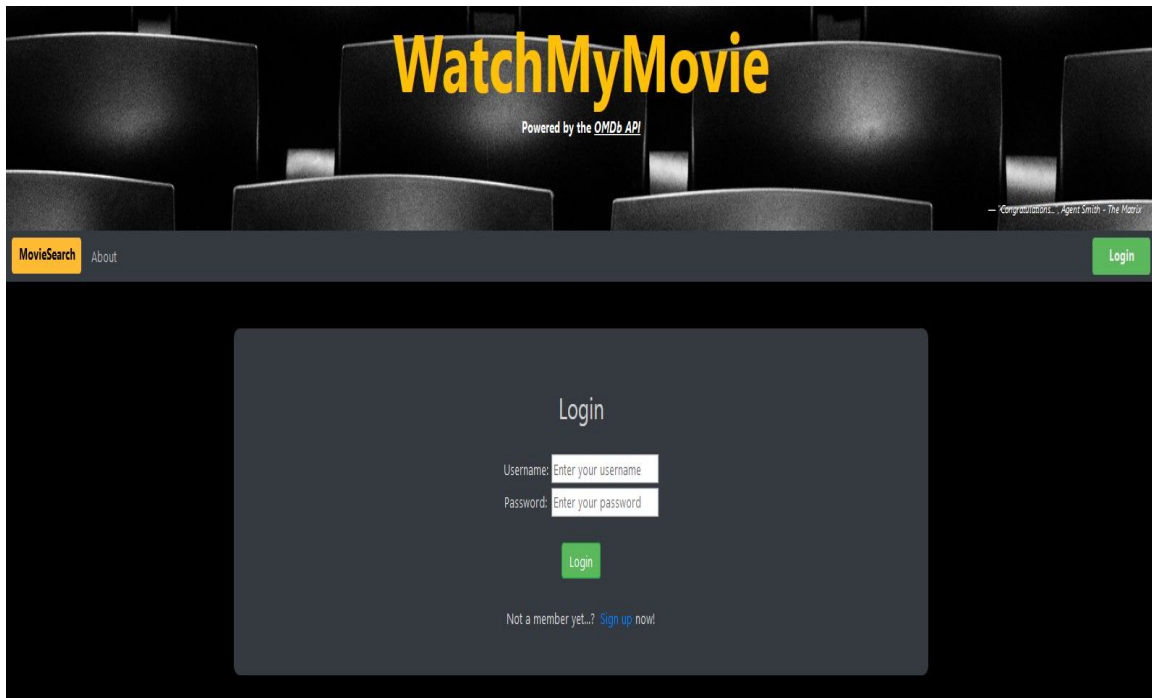 WatchMyMovie
Powered by the OMDb API
— "Congratulations...", Agent Smith - The Matrix
MovieSearch About Login
Login
Username: Enter your username
Password: Enter your password
Login
Not a member yet...? Sign up now!